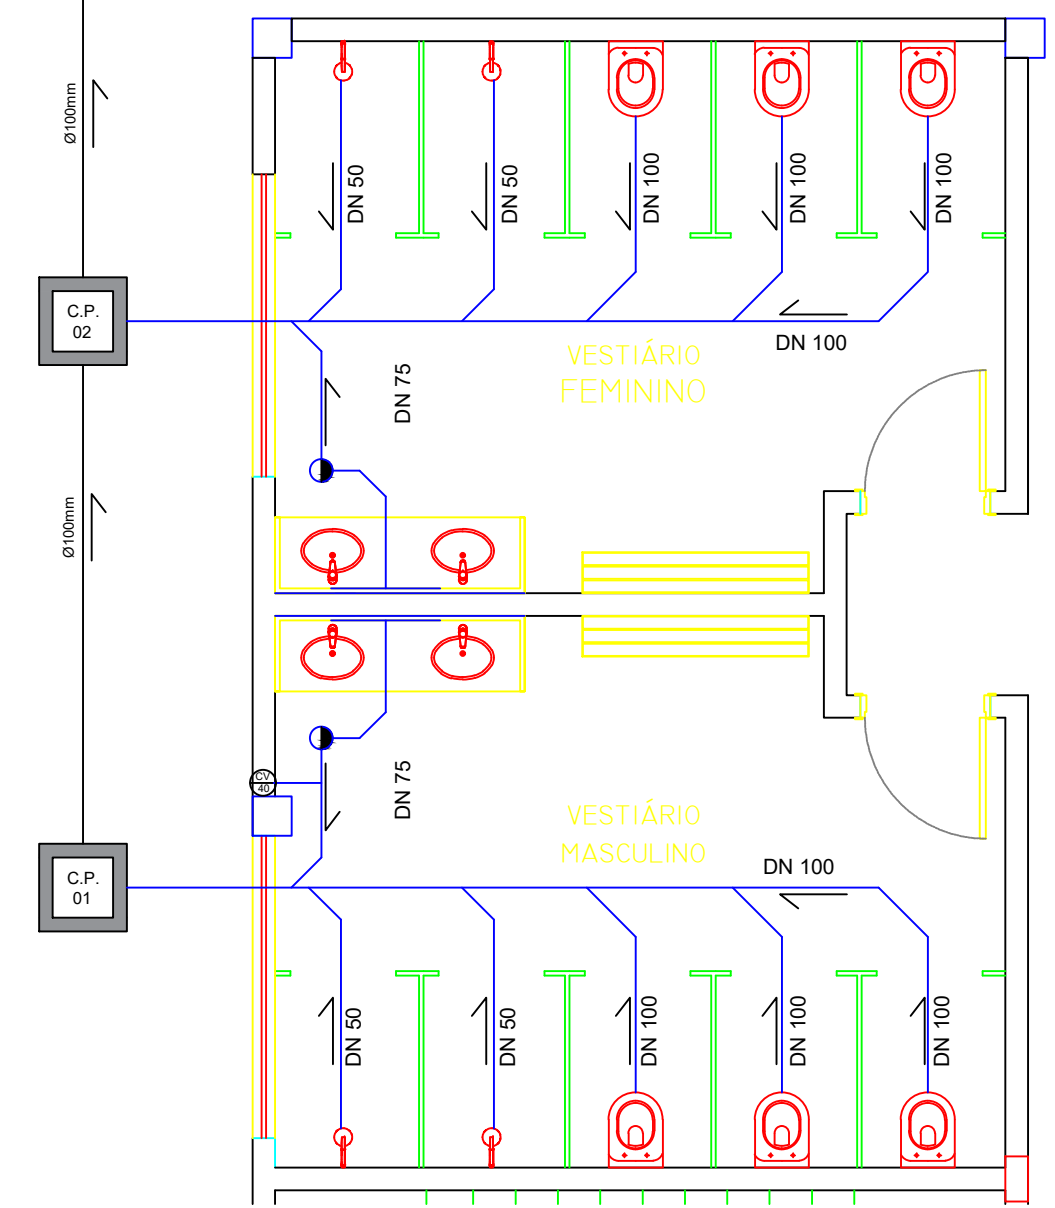 Ø100mm
DN 50
DN 50
DN 100
DN 100
DN 100
C.P.
02
DN 100
VESTIÁRIO
FEMININO
DN 75
Ø100mm
CV
40
DN 75
VESTIÁRIO
MASCULINO
DN 100
C.P.
01
DN 50
DN 50
DN 100
DN 100
DN 100